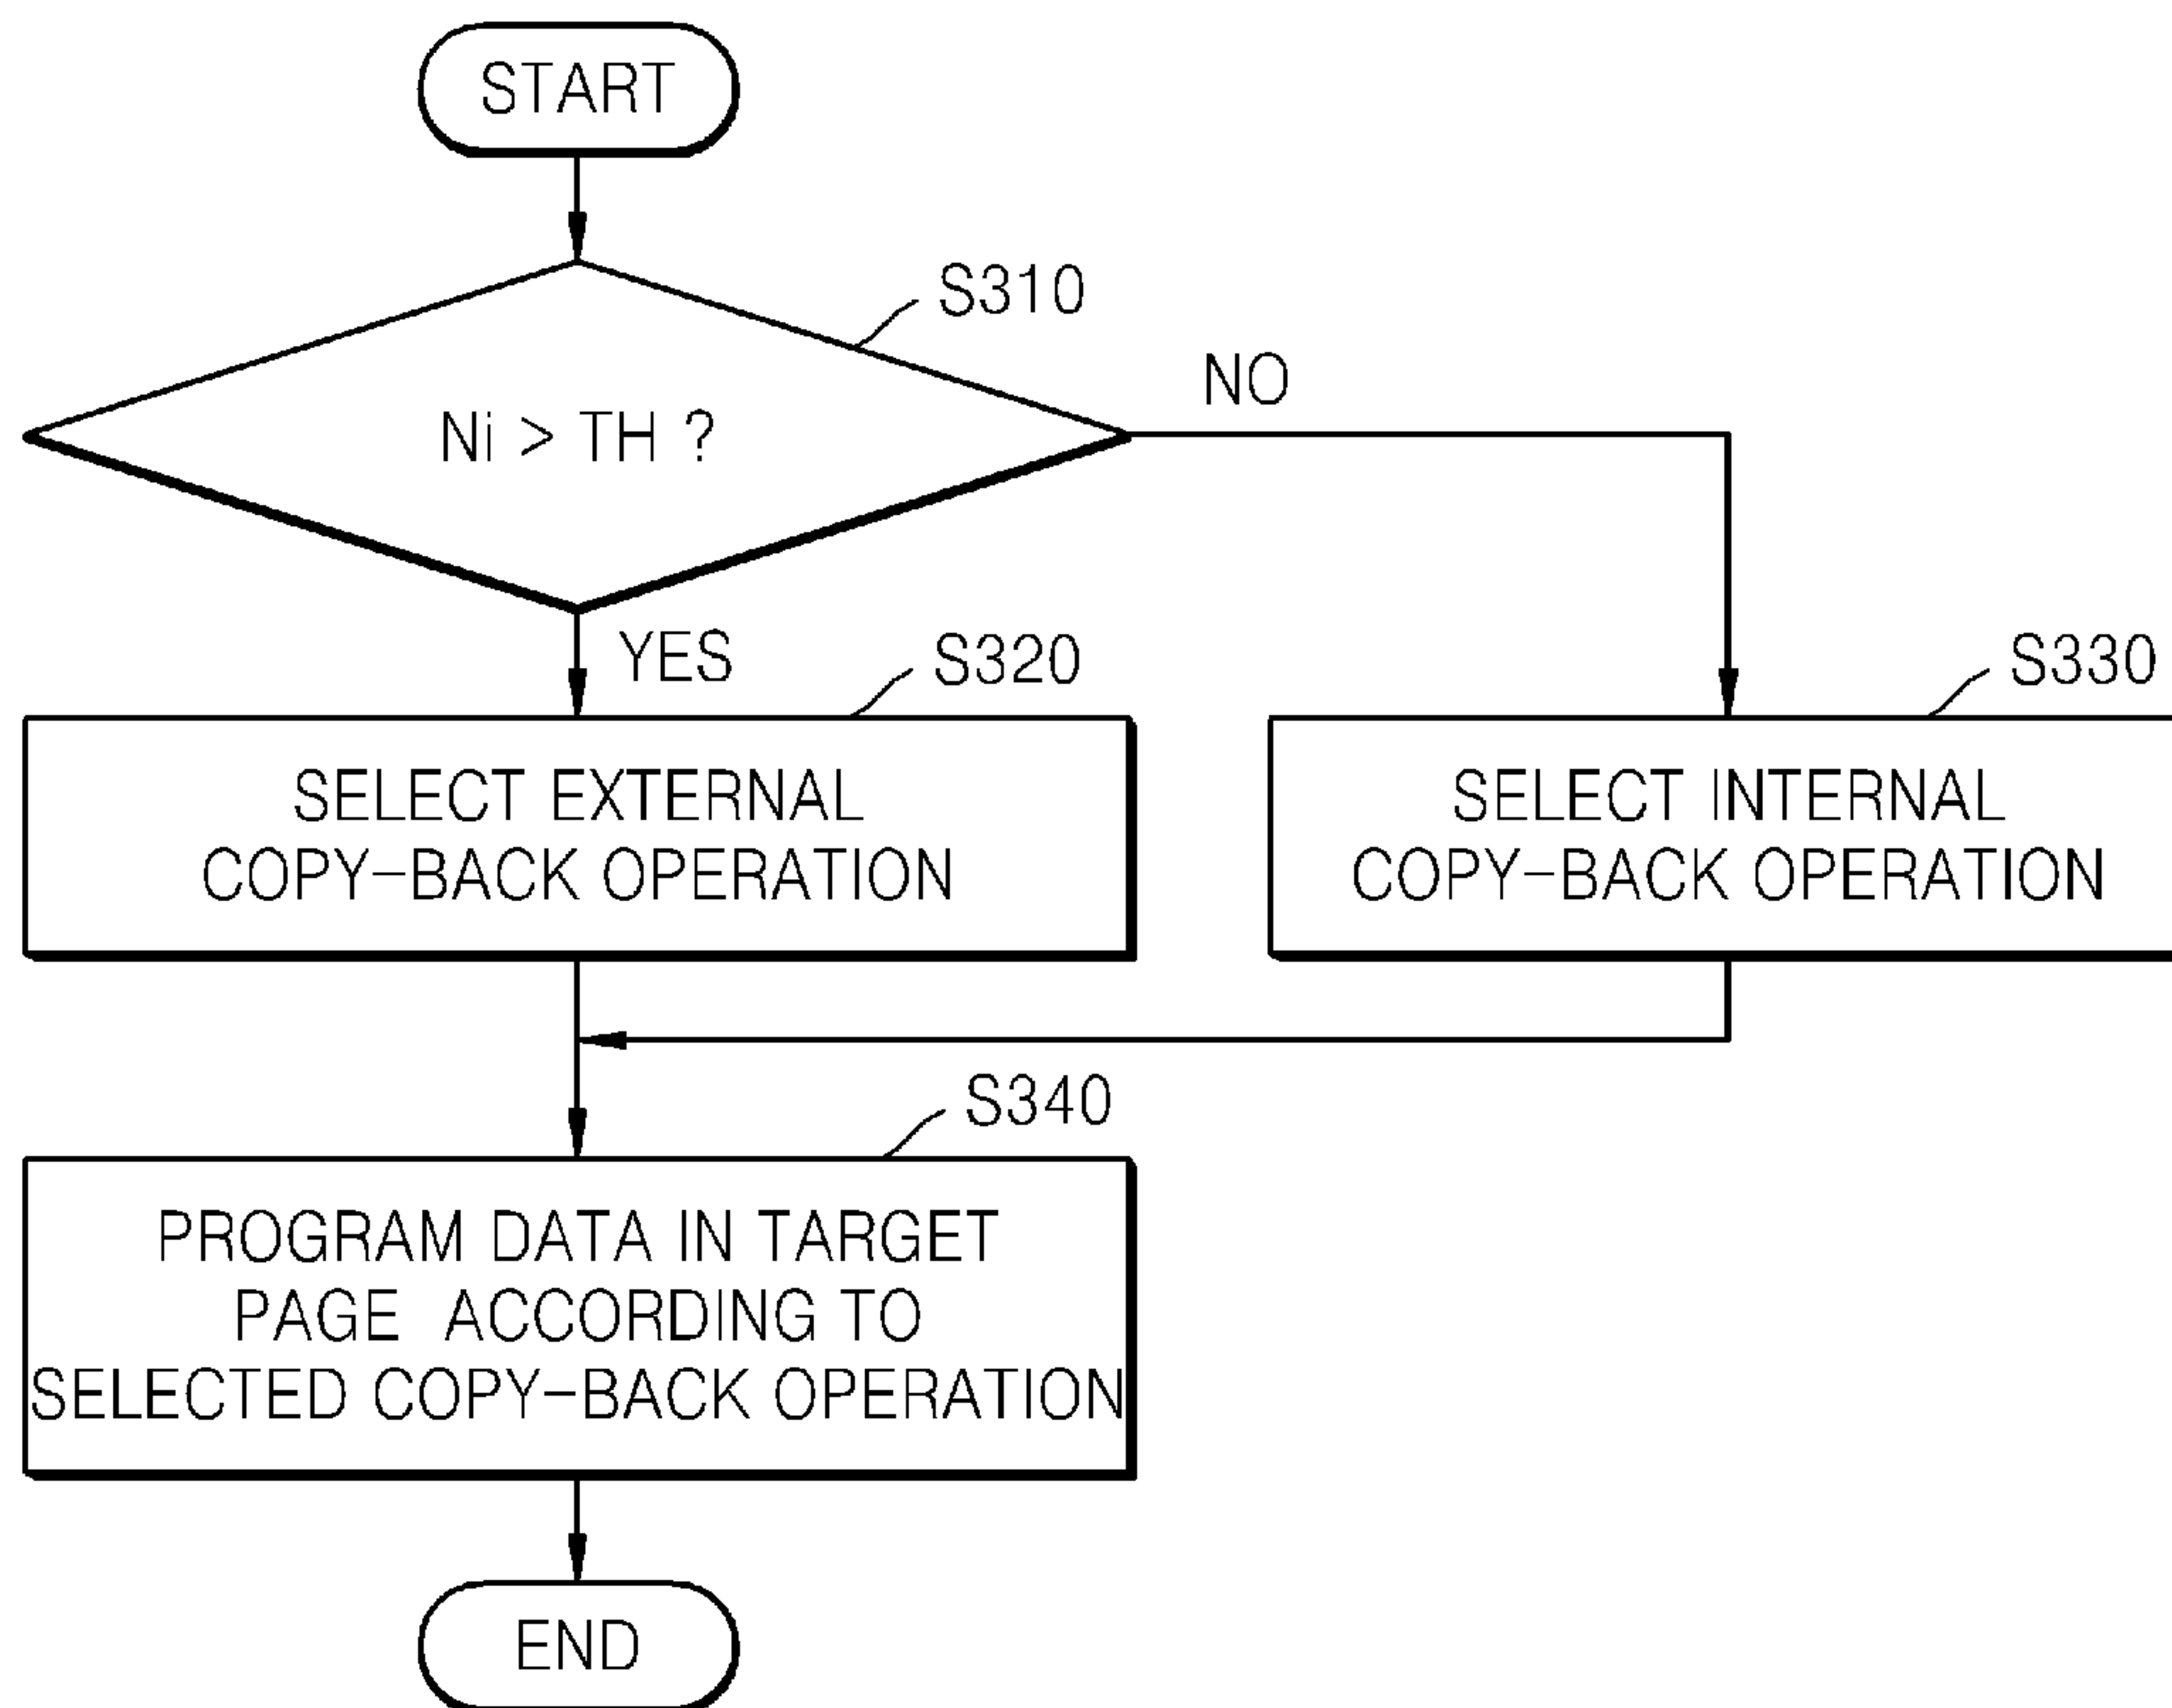 START
S310
NO
Ni > TH ?
YES
S320
S330
SELECT EXTERNAL
COPY-BACK OPERATION
SELECT INTERNAL
COPY-BACK OPERATION
S340
PROGRAM DATA IN TARGET
PAGE ACCORDING TO
SELECTED COPY-BACK OPERATION
END